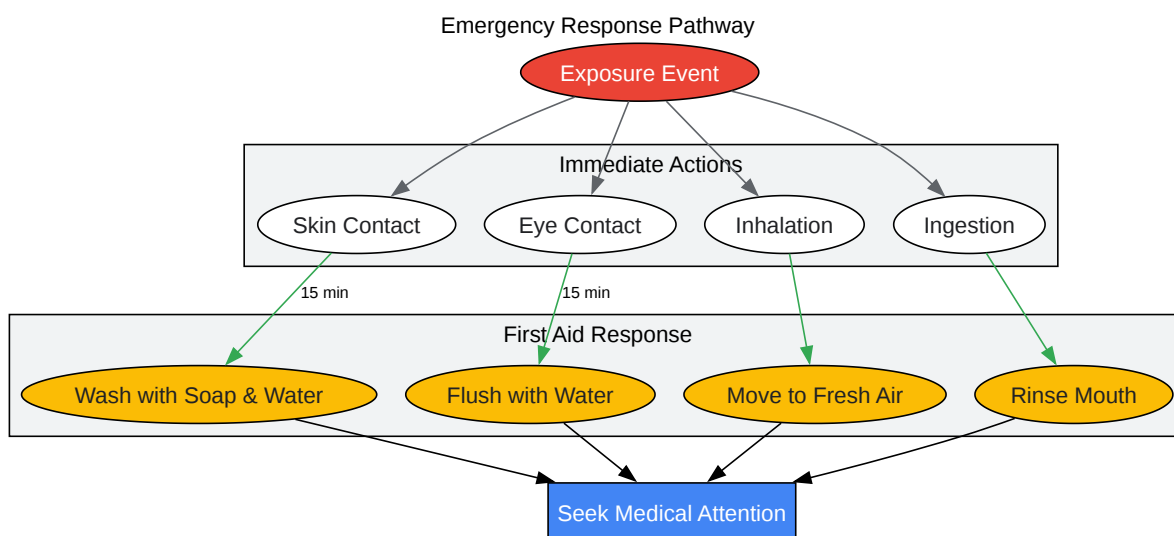 Emergency Response Pathway
Exposure Event
Immediate Actions
Skin Contact
Eye Contact
Inhalation
Ingestion
15 min
15 min
First Aid Response
Wash with Soap & Water
Flush with Water
Move to Fresh Air
Rinse Mouth
Seek Medical Attention